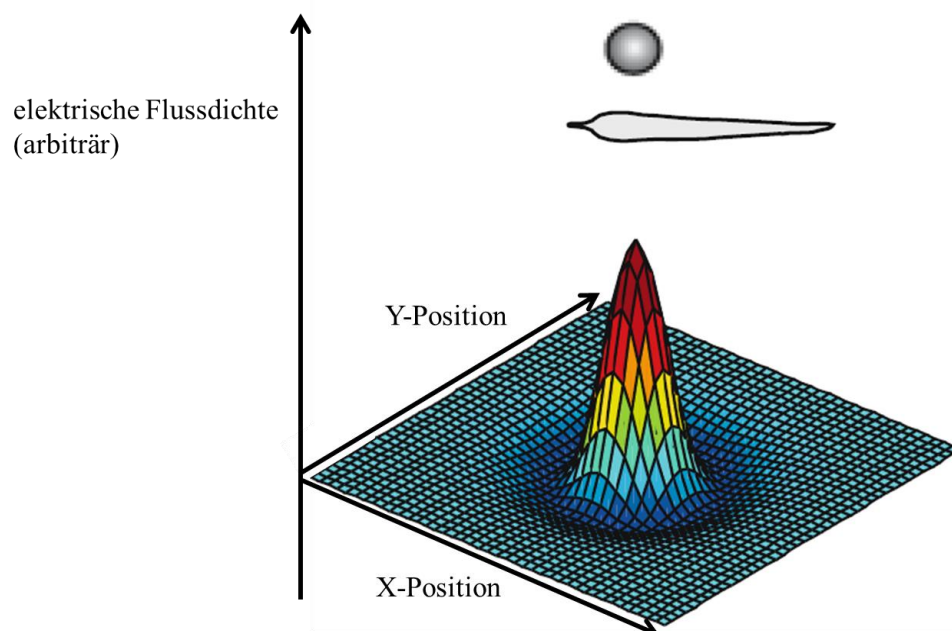 elektrische Flussdichte
(arbiträr)
Y-Position
X-Position